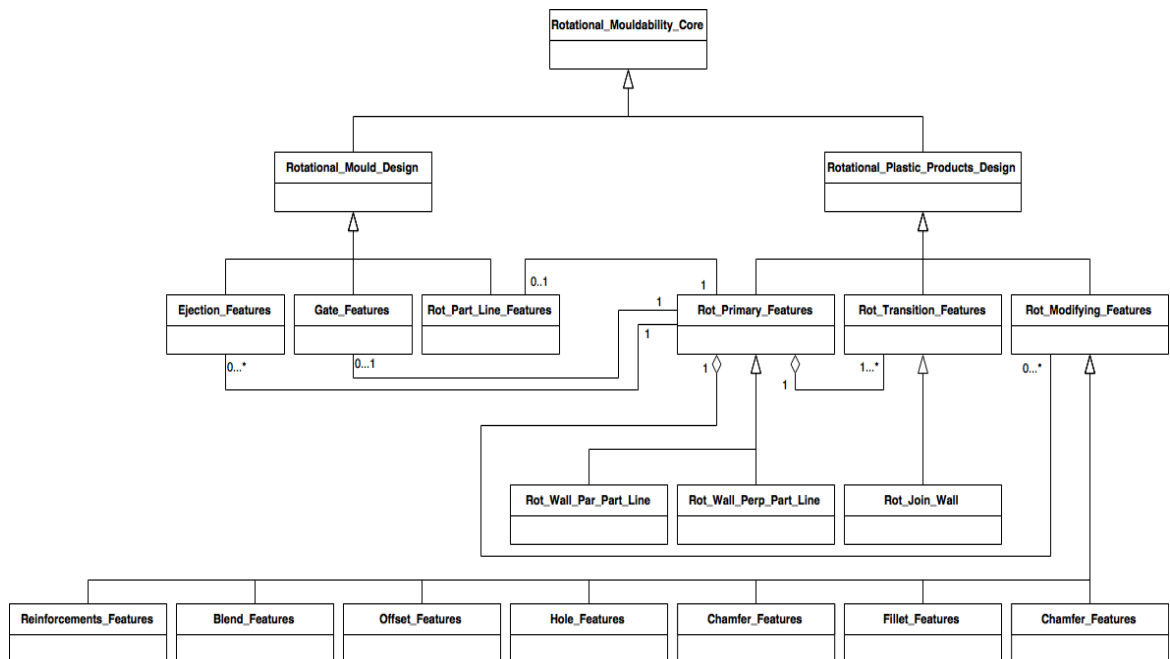 Rotational_Mouldability_Core
Rotational_Mould_Design
Rotational_Plastic_Products_Design
0..1
1
Ejection_Features
Gate_Features
Rot_Part_Line_Features
1
1
Rot_Primary_Features
Rot_Transition_Features
Rot_Modifying_Features
0...*
0...1
1
1
1...*
0...*
Rot_Wall_Par_Part_Line
Rot_Wall_Perp_Part_Line
Rot_Join_Wall
Reinforcements_Features
Blend_Features
Offset_Features
Hole_Features
Chamfer_Features
Fillet_Features
Chamfer_Features